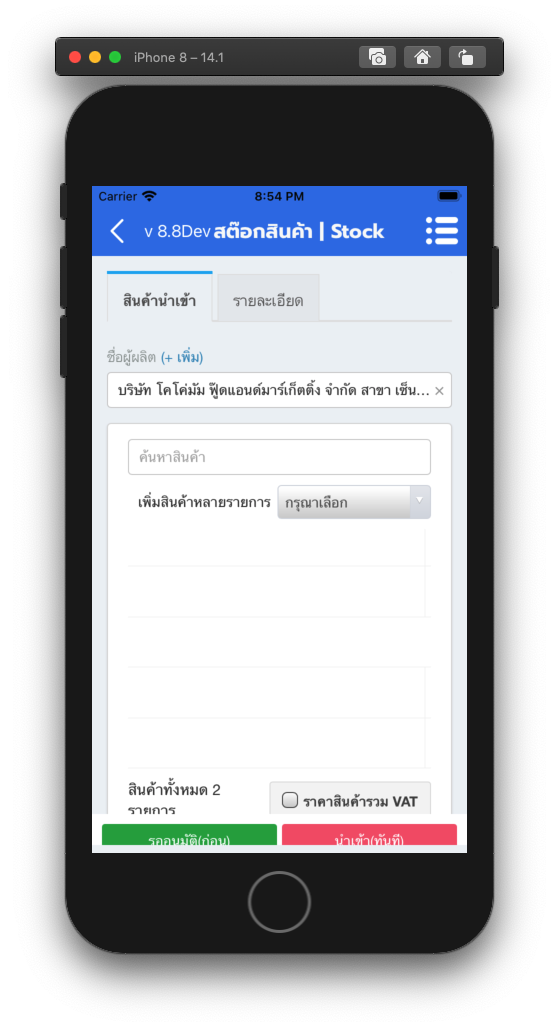 iPhone 8 – 14.1
Carrier 8:54 PM
v 8.8Dev สต๊อกสินค้า | Stock
สินค้านำเข้า รายละเอียด
ชื่อผู้ผลิต (+ เพิ่ม)
บริษัท โคโค่มัม ฟู๊ดแอนด์มาร์เก็ตติ้ง จำกัด สาขา เซ็น... ×
ค้นหาสินค้า
เพิ่มสินค้าหลายรายการ กรุณาเลือก
สินค้าทั้งหมด 2
รายการ
ราคาสินค้ารวม VAT
รออนุมัติ(ก่อน) นำเข้า(ทันที)